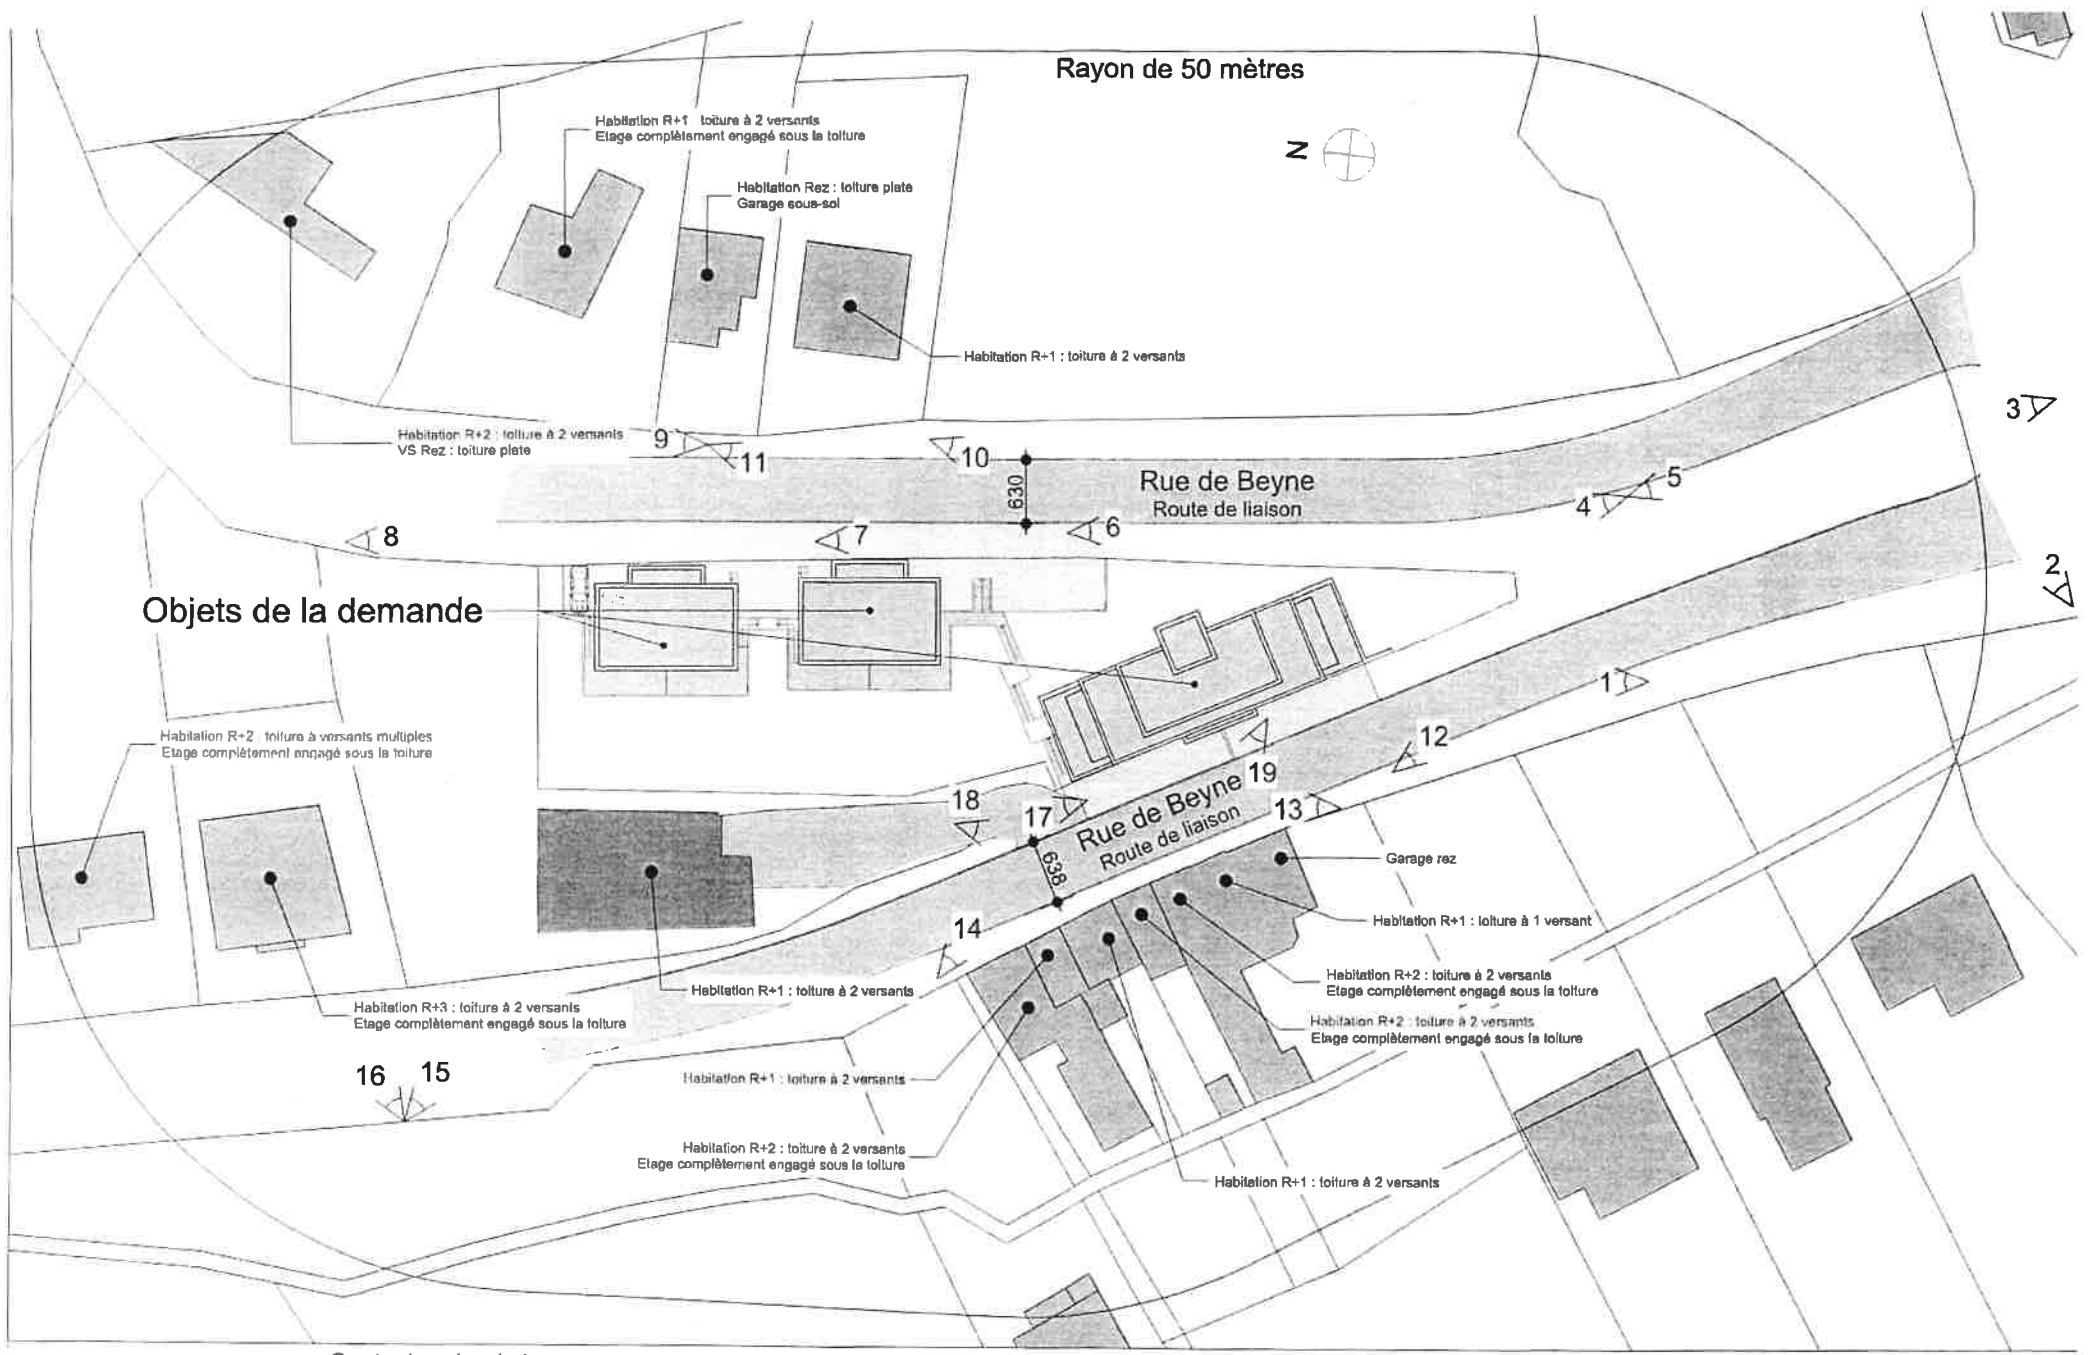 Rayon de 50 mètres
Habitation R+1 : toiture à 2 versants
Etage complètement engagé sous la toiture
N
Habitation Rez : toiture plate
Garage sous-sol
Habitation R+1 : toiture à 2 versants
3
Habitation R+2 : toiture à 2 versants
VS Rez : toiture plate
9
11
10
630
Rue de Beyne
Route de liaison
4
5
8
7
6
2
Objets de la demande
1
Habitation R+2 : toiture à versants multiples
Etage complètement engagé sous la toiture
12
19
18
17
13
Rue de Beyne
Route de liaison
638
Garage rez
14
Habitation R+1 : toiture à 1 versant
Habitation R+1 : toiture à 2 versants
Habitation R+2 : toiture à 2 versants
Etage complètement engagé sous la toiture
Habitation R+3 : toiture à 2 versants
Etage complètement engagé sous la toiture
Habitation R+2 : toiture à 2 versants
Etage complètement engagé sous la toiture
16
15
Habitation R+1 : toiture à 2 versants
Habitation R+2 : toiture à 2 versants
Etage complètement engagé sous la toiture
Habitation R+1 : toiture à 2 versants